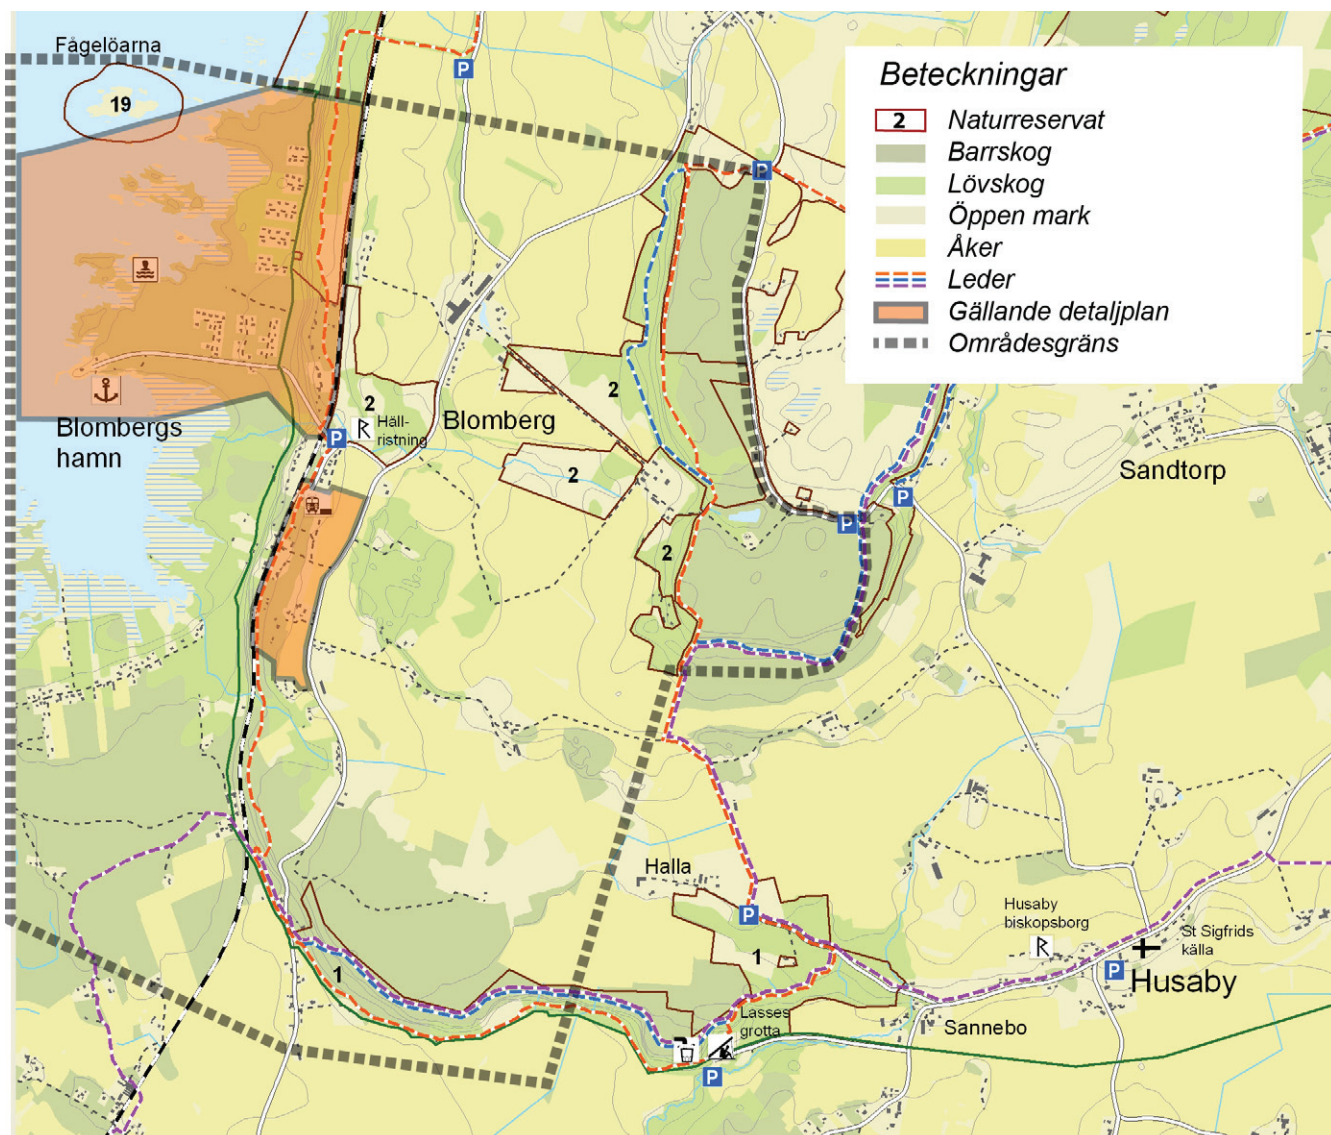 Fågelöarna
P
19
Beteckningar
2 Naturreservat
Barrskog
Lövskog
Öppen mark
Åker
Leder
Gällande detaljplan
Områdesgräns
P
2
2
Häll-
ristning
Blomberg
P
Blombergs
hamn
2
Sandtorp
P
P
2
Halla
P
Husaby
biskopsborg
St Sigfrids
källa
1
1
P
Husaby
Lasses
grotta
Sannebo
P